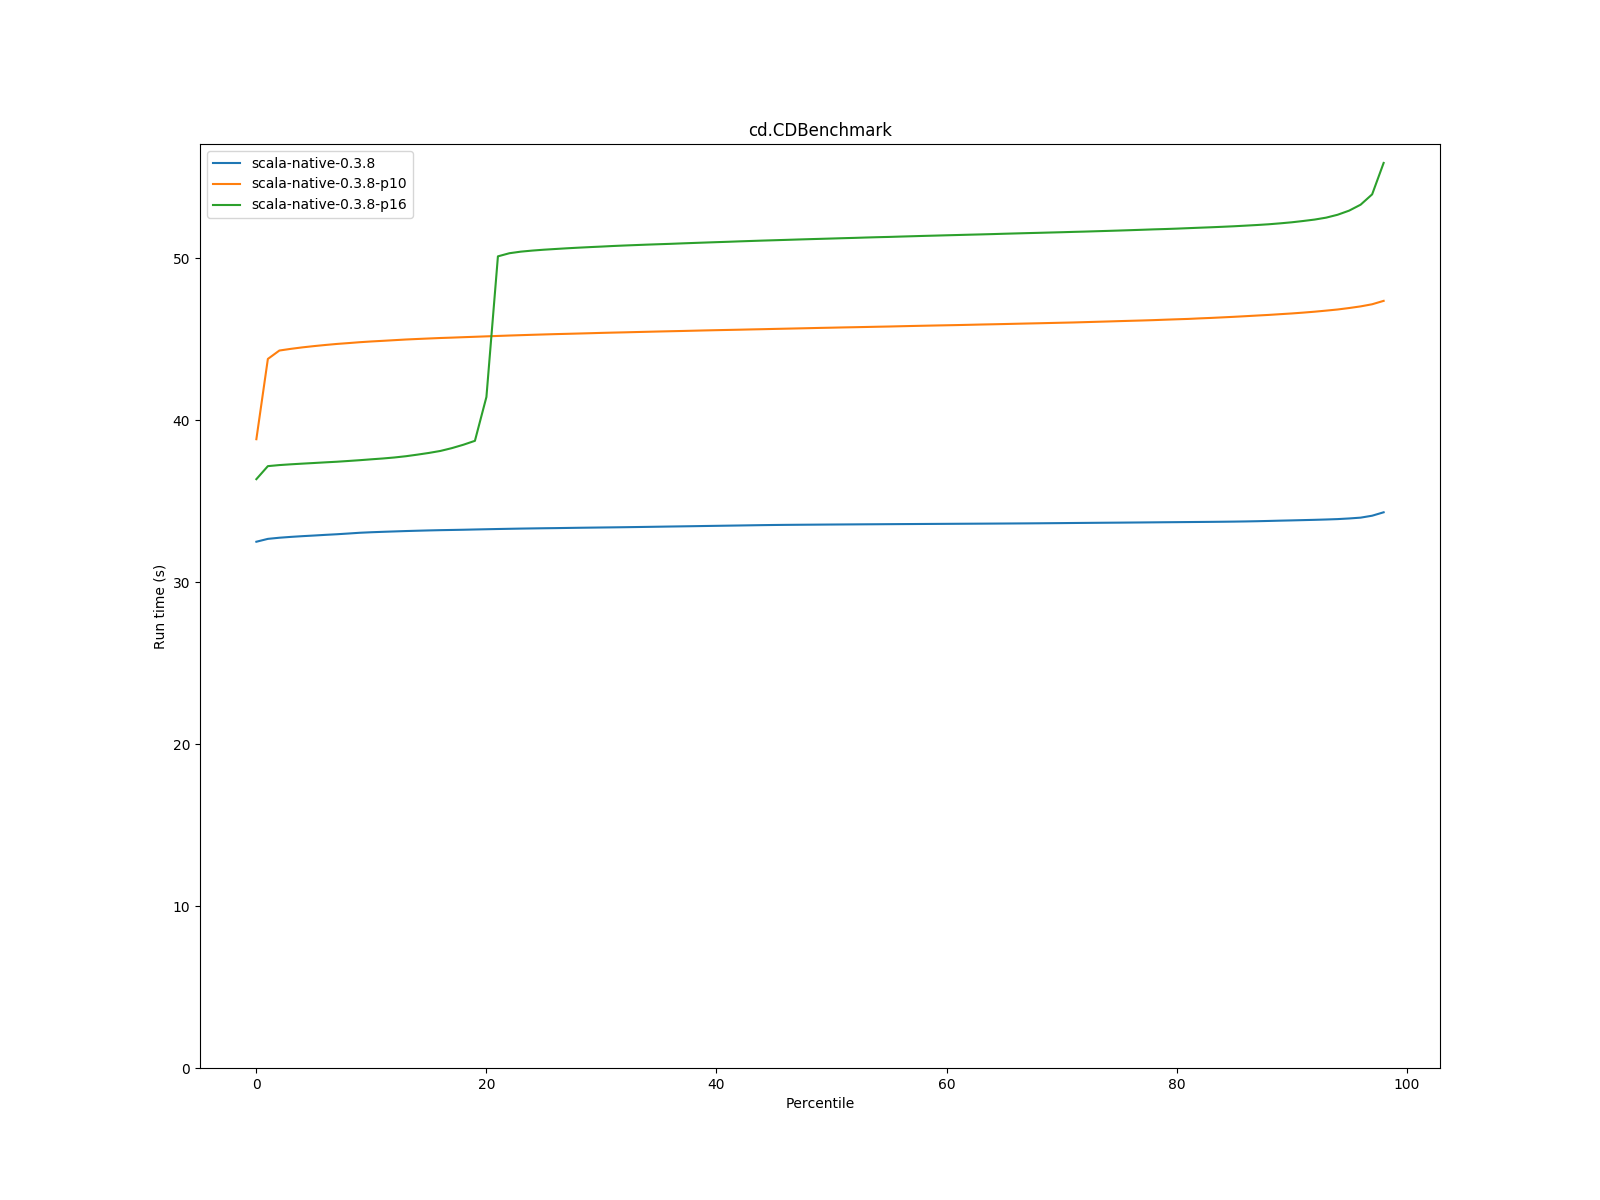 cd.CDBenchmark
scala-native-0.3.8
scala-native-0.3.8-p10
scala-native-0.3.8-p16
Run time (s)
50
40
30
20
10
0
0 20 40 60 80 100
Percentile